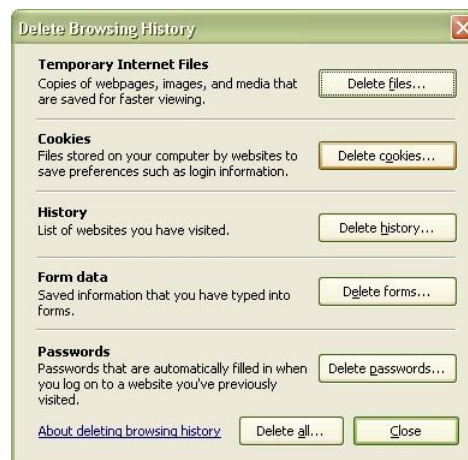 Delete Browsing History
Temporary Internet Files
Copies of webpages, images, and media that
are saved for faster viewing.
Delete files...
Cookies
Files stored on your computer by websites to
save preferences such as login information.
Delete cookies...
History
List of websites you have visited.
Delete history...
Form data
Saved information that you have typed into
forms.
Delete forms...
Passwords
Passwords that are automatically filled in when
you log on to a website you've previously
visited.
Delete passwords...
About deleting browsing history
Delete all...
Close